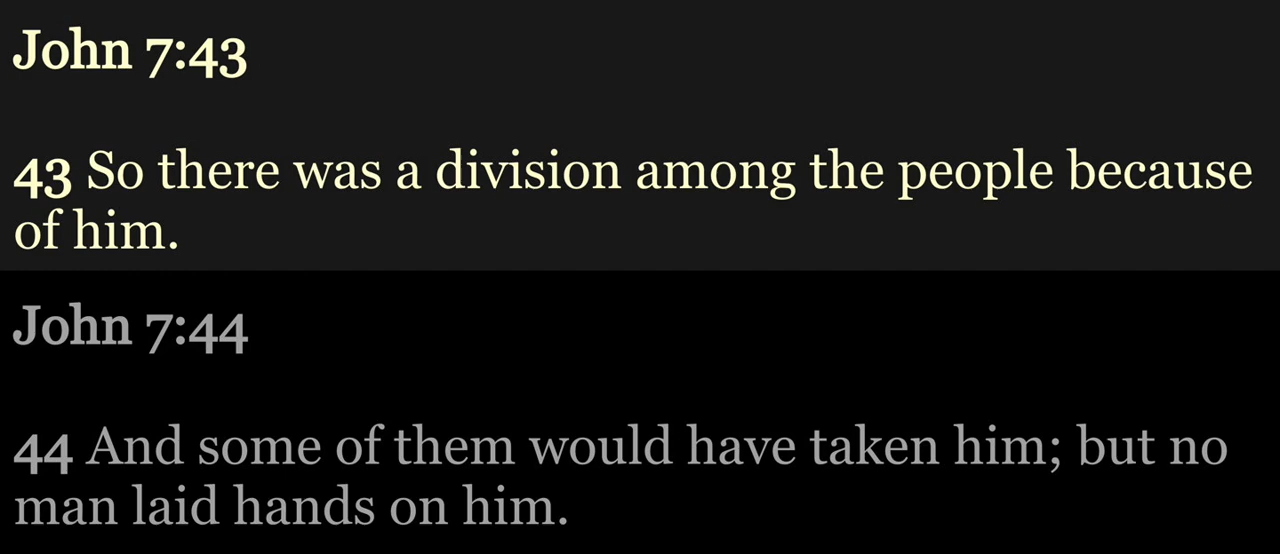 John 7:43
43 So there was a division among the people because
of him.
John 7:44
44 And some of them would have taken him; but no
man laid hands on him.